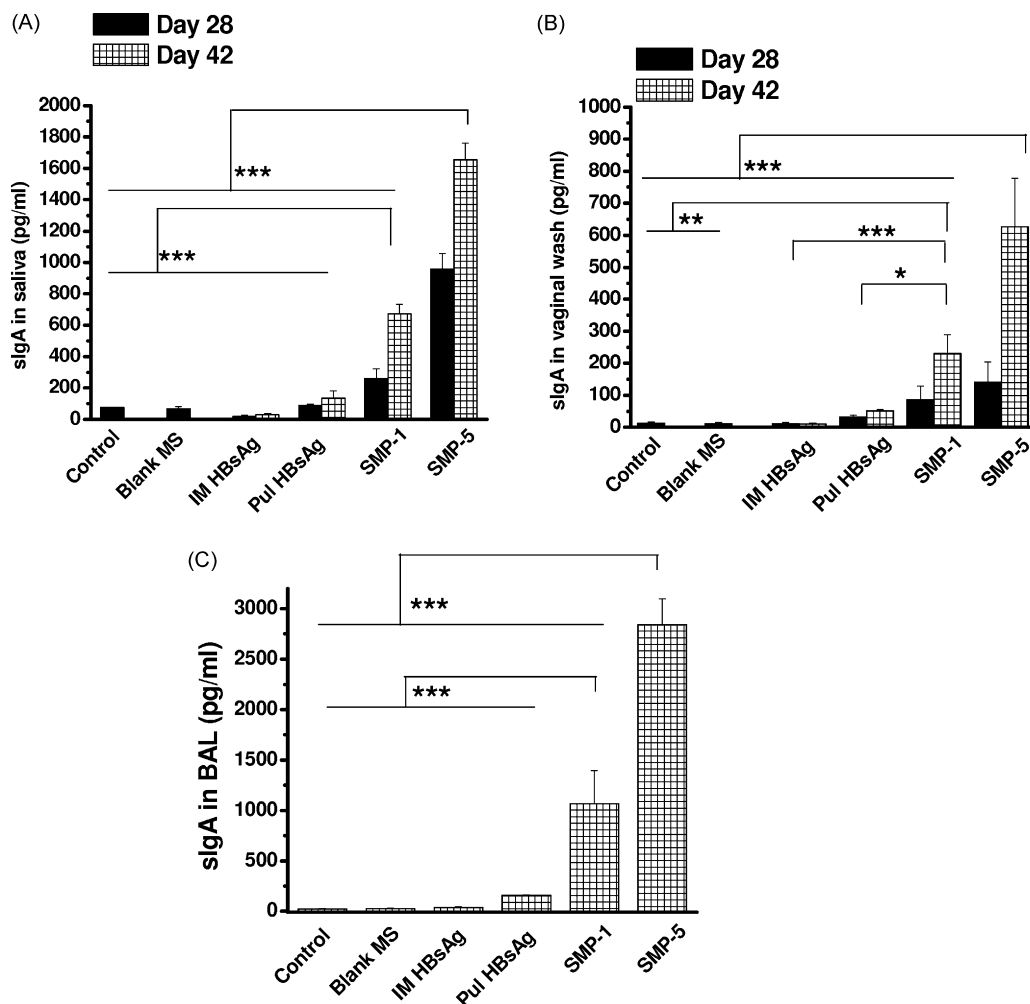 (A)
Day 28
Day 42
sIgA in saliva (pg/ml)
2000
1800
1600
1400
1200
1000
800
600
400
200
0
***
***
Control
Blank MS
IM HBsAg
Pul HBsAg
SMP-1
SMP-5
(B)
Day 28
Day 42
sIgA in vaginal wash (pg/ml)
1000
900
800
700
600
500
400
300
200
100
0
***
**
***
*
Control
Blank MS
IM HBsAg
Pul HBsAg
SMP-1
SMP-5
(C)
sIgA in BAL (pg/ml)
3000
2500
2000
1500
1000
500
0
***
***
Control
Blank MS
IM HBsAg
Pul HBsAg
SMP-1
SMP-5